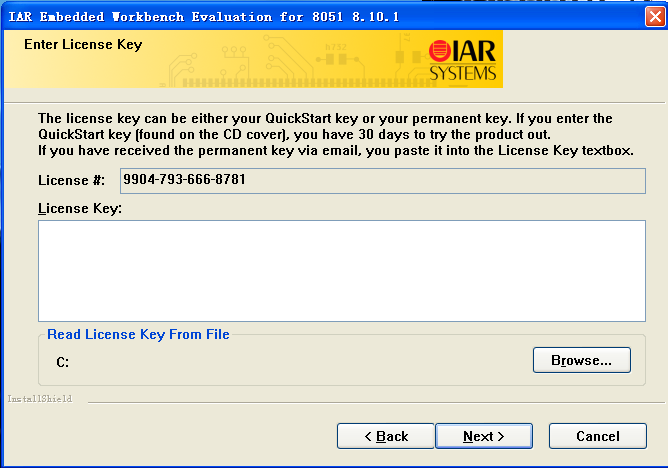 IAR Embedded Workbench Evaluation for 8051 8.10.1
Enter License Key
IAR
SYSTEMS
The license key can be either your QuickStart key or your permanent key. If you enter the
QuickStart key (found on the CD cover), you have 30 days to try the product out.
If you have received the permanent key via email, you paste it into the License Key textbox.
License #: 9904-793-666-8781
License Key:
Read License Key From File
C:
Browse...
InstallShield
< Back Next > Cancel